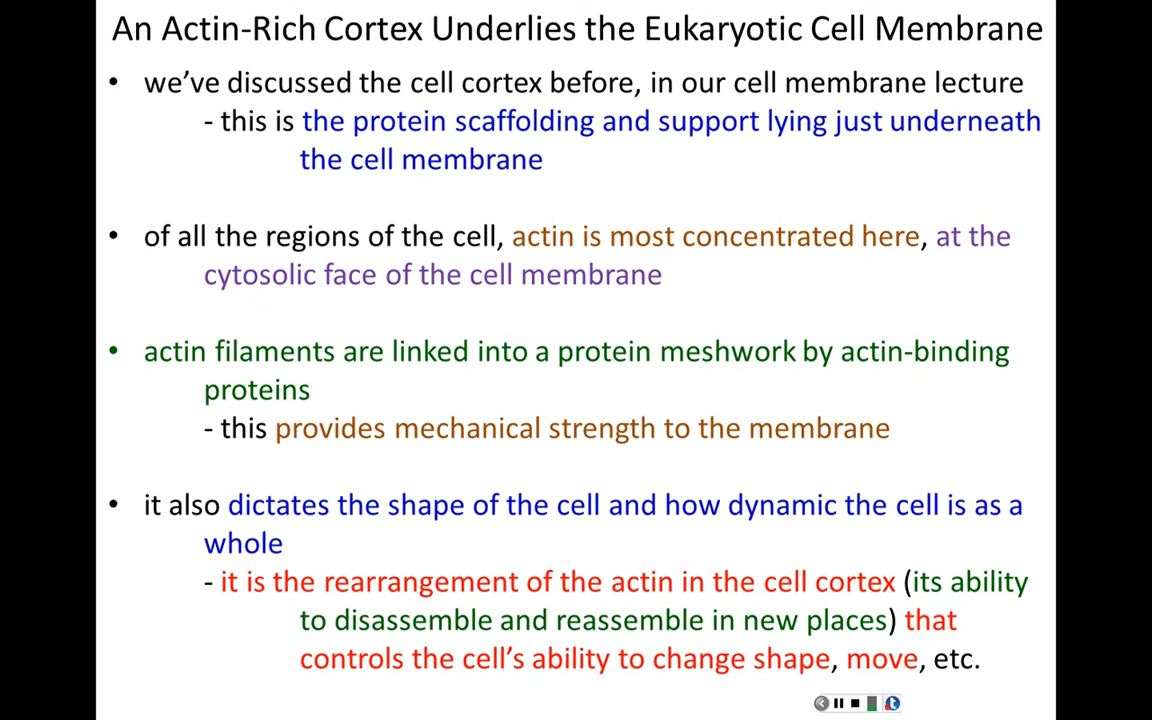 An Actin-Rich Cortex Underlies the Eukaryotic Cell Membrane
• we’ve discussed the cell cortex before, in our cell membrane lecture
- this is the protein scaffolding and support lying just underneath
the cell membrane
• of all the regions of the cell, actin is most concentrated here, at the
cytosolic face of the cell membrane
• actin filaments are linked into a protein meshwork by actin-binding
proteins
- this provides mechanical strength to the membrane
• it also dictates the shape of the cell and how dynamic the cell is as a
whole
- it is the rearrangement of the actin in the cell cortex (its ability
to disassemble and reassemble in new places) that
controls the cell’s ability to change shape, move, etc.
t